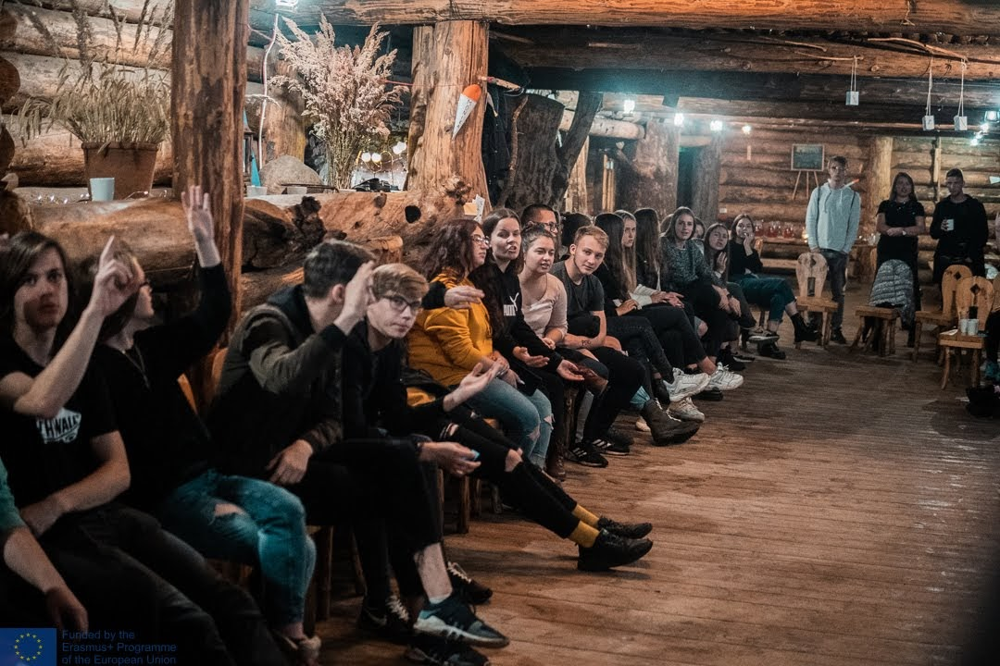 Funded by the
Erasmus+ Programme
of the European Union